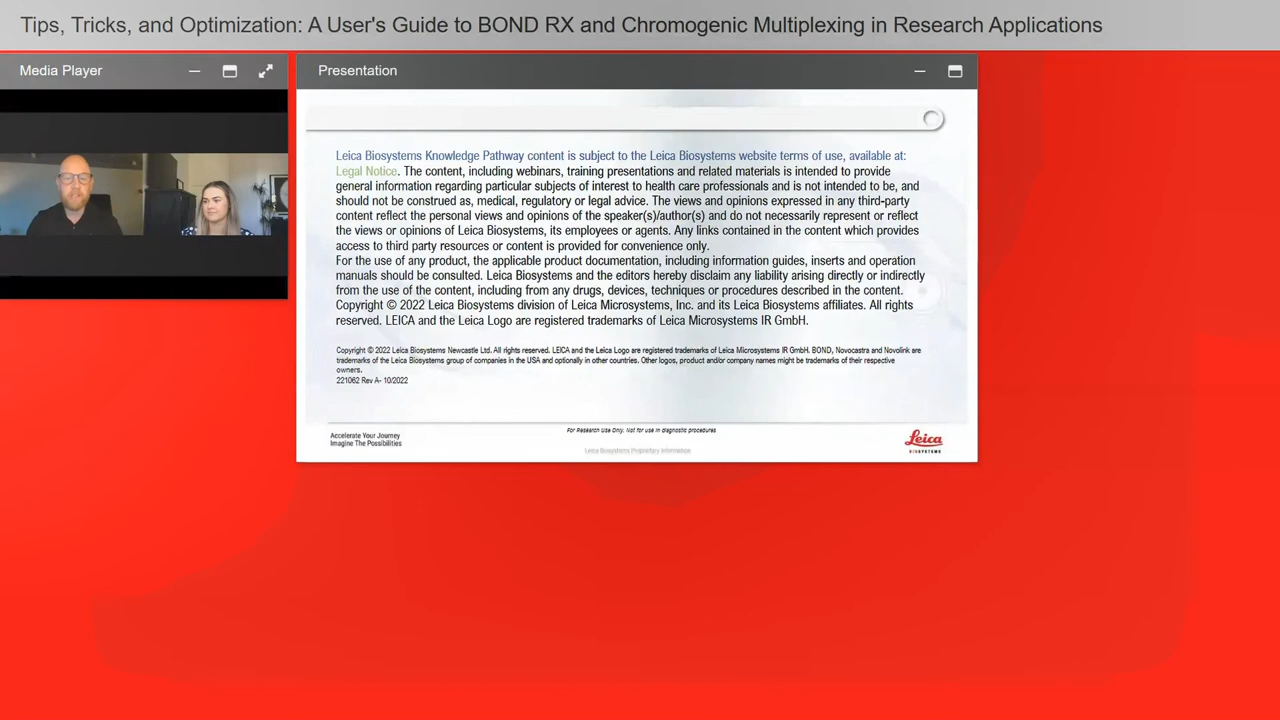 Tips, Tricks, and Optimization: A User's Guide to BOND RX and Chromogenic Multiplexing in Research Applications
Media Player
Presentation
Leica Biosystems Knowledge Pathway content is subject to the Leica Biosystems website terms of use, available at:
Legal Notice. The content, including webinars, training presentations and related materials is intended to provide
general information regarding particular subjects of interest to health care professionals and is not intended to be, and
should not be construed as, medical, regulatory or legal advice. The views and opinions expressed in any third-party
content reflect the personal views and opinions of the speaker(s)/author(s) and do not necessarily represent or reflect
the views or opinions of Leica Biosystems, its employees or agents. Any links contained in the content which provides
access to third party resources or content is provided for convenience only.
For the use of any product, the applicable product documentation, including information guides, inserts and operation
manuals should be consulted. Leica Biosystems and the editors hereby disclaim any liability arising directly or indirectly
from the use of the content, including from any drugs, devices, techniques or procedures described in the content.
Copyright © 2022 Leica Biosystems division of Leica Microsystems, Inc. and its Leica Biosystems affiliates. All rights
reserved. LEICA and the Leica Logo are registered trademarks of Leica Microsystems IR GmbH.
Copyright © 2022 Leica Biosystems Newcastle Ltd. All rights reserved. LEICA and the Leica Logo are registered trademarks of Leica Microsystems IR GmbH. BOND, Novocastra and Novolink are
trademarks of the Leica Biosystems group of companies in the USA and optionally in other countries. Other logos, product and/or company names might be trademarks of their respective
owners.
221062 Rev A- 10/2022
For Research Use Only. Not for use in diagnostic procedures
Accelerate Your Journey
Imagine The Possibilities
Leica Biosystems Proprietary Information
Leica
BIOSYSTEMS